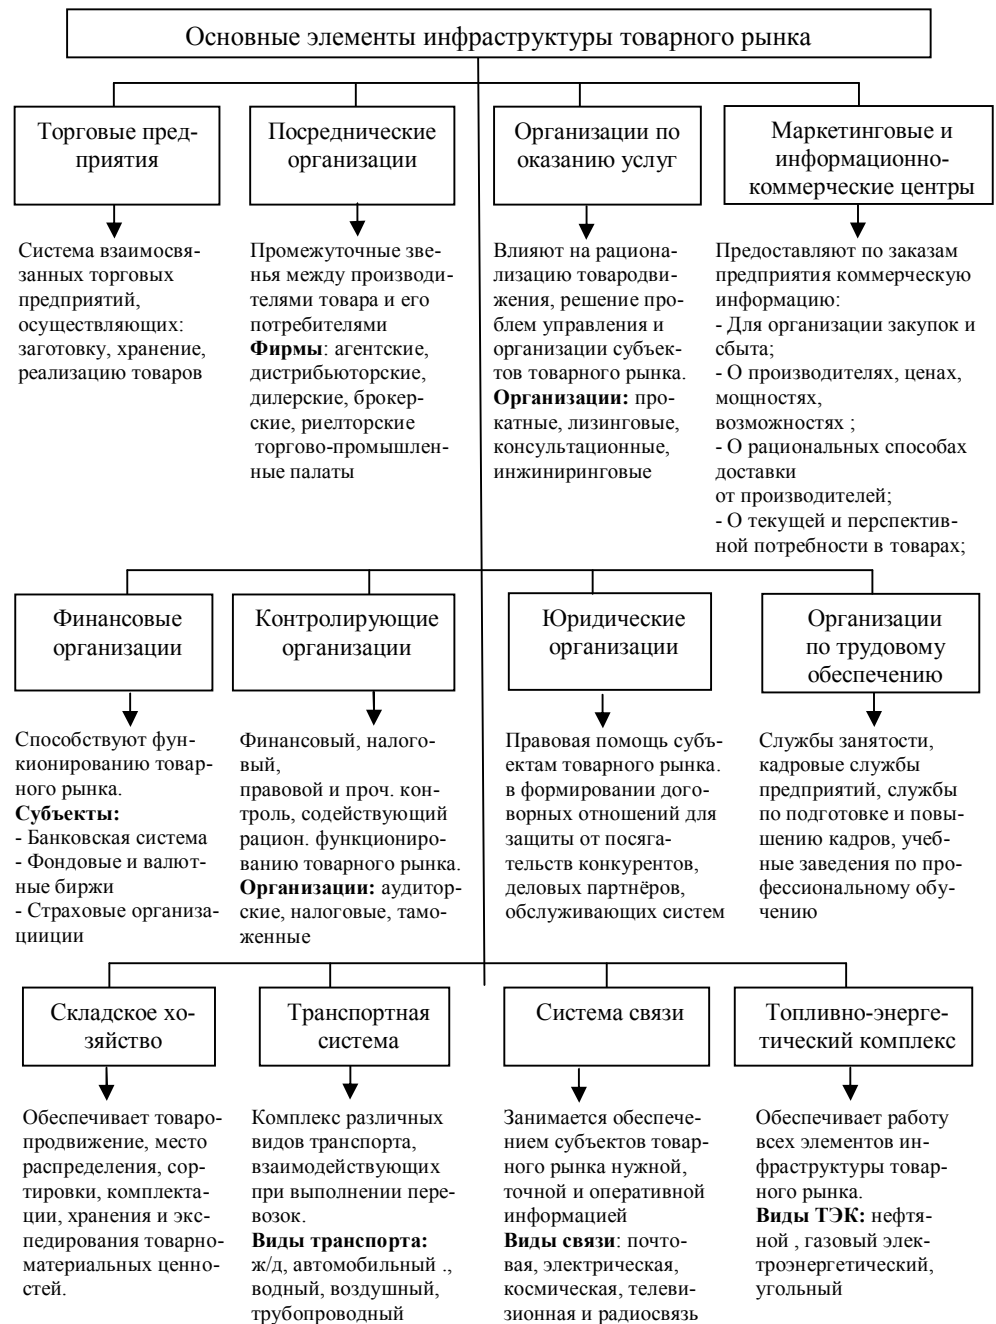 Основные элементы инфраструктуры товарного рынка
Торговые пред-
приятия
Посреднические
организации
Организации по
оказанию услуг
Маркетинговые и
информационно-
коммерческие центры
Система взаимосвя-
занных торговых
предприятий,
осуществляющих:
заготовку, хранение,
реализацию товаров
Промежуточные зве-
нья между производи-
телями товара и его
потребителями
Фирмы: агентские,
дистрибьюторские,
дилерские, брокер-
ские, риелторские
торгово-промышлен-
ные палаты
Влияют на рациона-
лизацию товародви-
жения, решение про-
блем управления и
организации субъек-
тов товарного рынка.
Организации: про-
катные, лизинговые,
консультационные,
инжиниринговые
Предоставляют по заказам
предприятия коммерческую
информацию:
- Для организации закупок и
сбыта;
- О производителях, ценах,
мощностях,
возможностях ;
- О рациональных способах
доставки
от производителей;
- О текущей и перспектив-
ной потребности в товарах;
Финансовые
организации
Контролирующие
организации
Юридические
организации
Организации
по трудовому
обеспечению
Способствуют фун-
кционированию товар-
ного рынка.
Субъекты:
- Банковская система
- Фондовые и валют-
ные биржи
- Страховые организа-
цииции
Финансовый, налого-
вый,
правовой и проч. кон-
троль, содействующий
рацион. функциониро-
ванию товарного рынка.
Организации: аудитор-
ские, налоговые, тамо-
женные
Правовая помощь субъ-
ектам товарного рынка.
в формировании дого-
ворных отношений для
защиты от посяга-
тельств конкурентов,
деловых партнёров,
обслуживающих систем
Службы занятости,
кадровые службы
предприятий, службы
по подготовке и повы-
шению кадров, учеб-
ные заведения по про-
фессиональному обу-
чению
Складское хо-
зяйство
Транспортная
система
Система связи
Топливно-энерге-
тический комплекс
Обеспечивает товаро-
продвижение, место
распределения, сор-
тировки, комплекта-
ции, хранения и экс-
педирования товарно-
материальных ценно-
стей.
Комплекс различных
видов транспорта,
взаимодействующих
при выполнении пере-
возок.
Виды транспорта:
ж/д, автомобильный .,
водный, воздушный,
трубопроводный
Занимается обеспече-
нием субъектов товар-
ного рынка нужной,
точной и оперативной
информацией
Виды связи: почто-
вая, электрическая,
космическая, телеви-
зионная и радиосвязь
Обеспечивает работу
всех элементов ин-
фраструктуры товар-
ного рынка.
Виды ТЭК: нефтя-
ной , газовый элек-
троэнергетический,
угольный